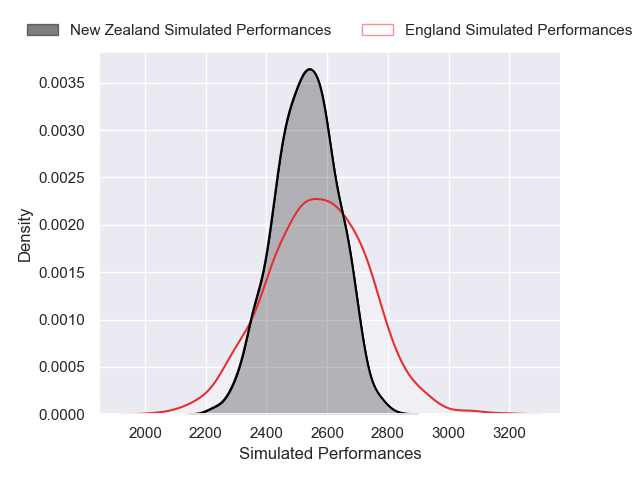 New Zealand Simulated Performances England Simulated Performances
0.0035
0.0030
0.0025
0.0020
0.0015
0.0010
0.0005
0.0000
Density
2000 2200 2400 2600 2800 3000 3200
Simulated Performances